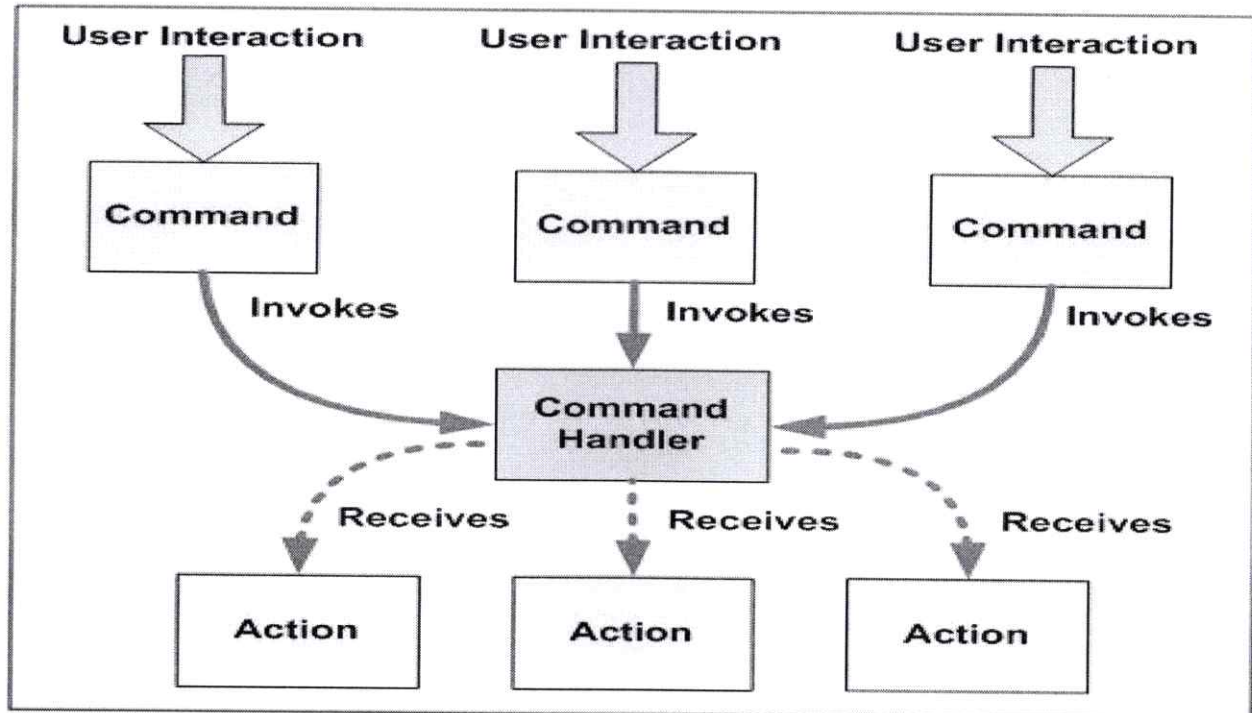 User Interaction
User Interaction
User Interaction
Command
Command
Command
Invokes
Invokes
Invokes
Command
Handler
Receives
Receives
Receives
Action
Action
Action